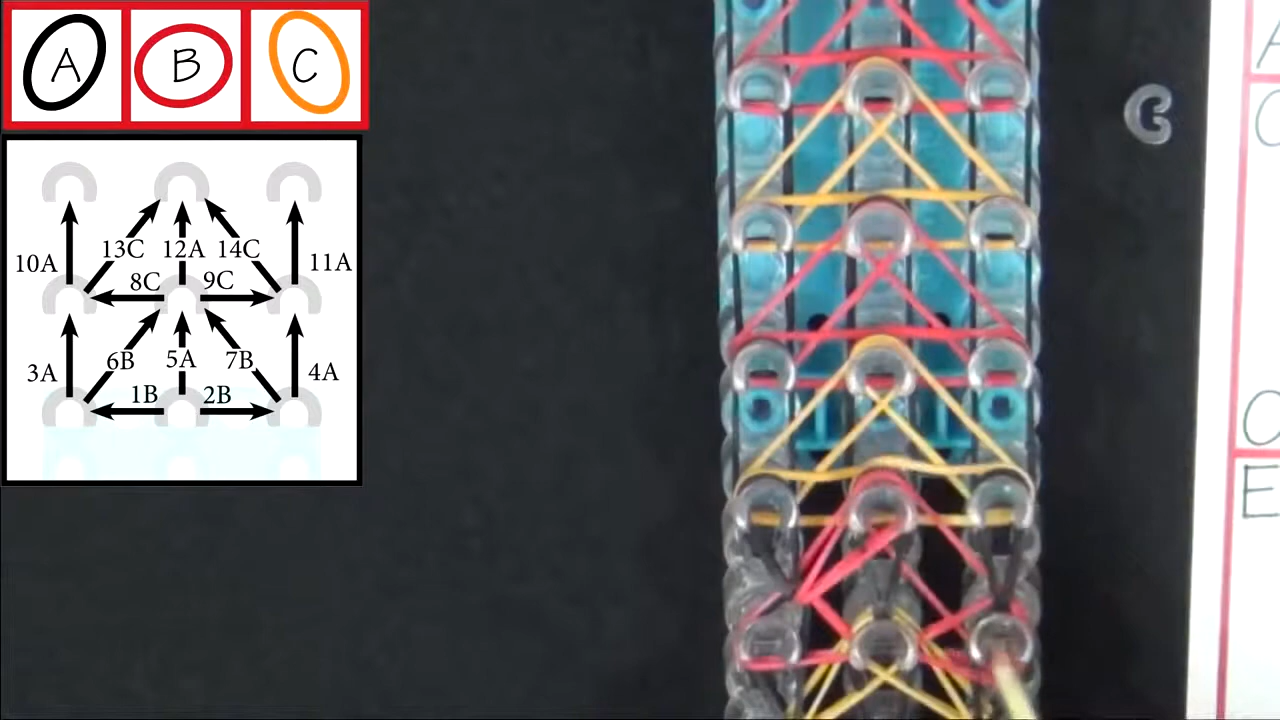 A B C
13C 12A 14C
10A 11A
8C 9C
6B 5A 7B
3A 4A
1B 2B
C
E